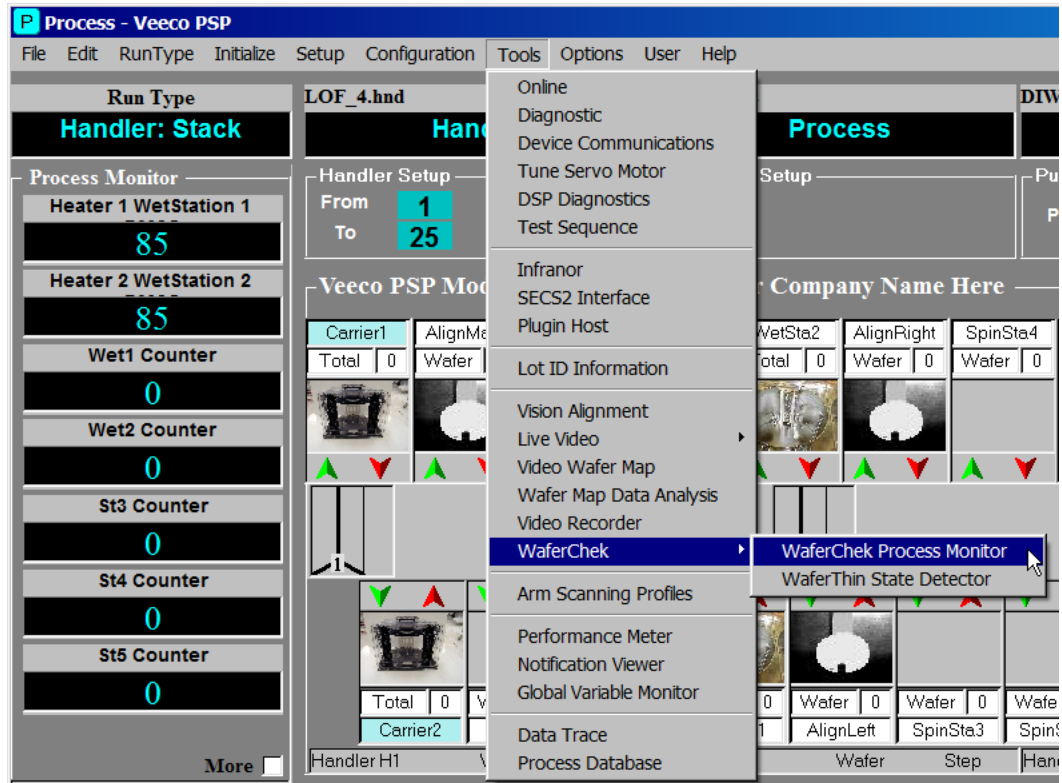 P Process - Veeco PSP
File Edit RunType Initialize Setup Configuration Tools Options User Help
Run Type
Handler: Stack
Process Monitor
Heater 1 WetStation 1
85
Heater 2 WetStation 2
85
Wet1 Counter
0
Wet2 Counter
0
St3 Counter
0
St4 Counter
0
St5 Counter
0
More
LOF_4.hnd
Process
Handler Setup
From 1
To 25
Setup
Veeco PSP
Company Name Here
Carrier1
Total 0
Wafer
WetSta2
0
AlignRight
Wafer 0
SpinSta4
Wafer 0
1
Total 0
Carrier2
0
Wafer 0
AlignLeft
Wafer 0
SpinSta3
Handler H1
Wafer Step
Online
Diagnostic
Device Communications
Tune Servo Motor
DSP Diagnostics
Test Sequence
Infranor
SECS2 Interface
Plugin Host
Lot ID Information
Vision Alignment
Live Video
Video Wafer Map
Wafer Map Data Analysis
Video Recorder
WaferChek
Arm Scanning Profiles
Performance Meter
Notification Viewer
Global Variable Monitor
Data Trace
Process Database
WaferChek Process Monitor
WaferThin State Detector